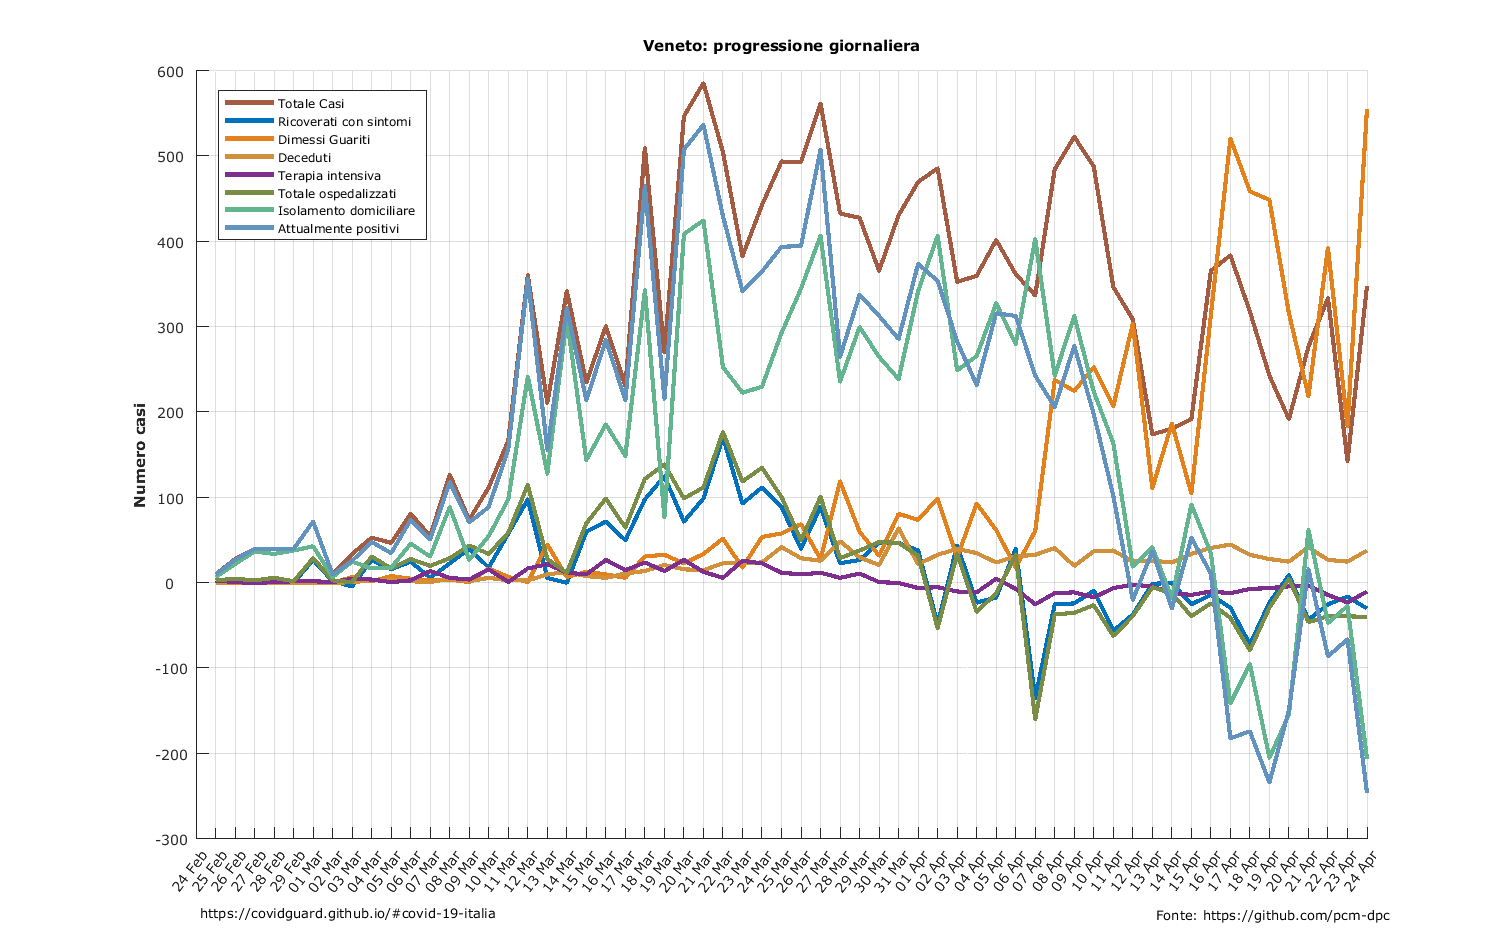 Veneto: progressione giornaliera
600
500
400
300
200
100
0
-100
-200
-300
Numero casi
Totale Casi
Ricoverati con sintomi
Dimessi Guariti
Deceduti
Terapia intensiva
Totale ospedalizzati
Isolamento domiciliare
Attualmente positivi
24 Feb
25 Feb
26 Feb
27 Feb
28 Feb
29 Feb
01 Mar
02 Mar
03 Mar
04 Mar
05 Mar
06 Mar
07 Mar
08 Mar
09 Mar
10 Mar
11 Mar
12 Mar
13 Mar
14 Mar
15 Mar
16 Mar
17 Mar
18 Mar
19 Mar
20 Mar
21 Mar
22 Mar
23 Mar
24 Mar
25 Mar
26 Mar
27 Mar
28 Mar
29 Mar
30 Mar
31 Mar
01 Apr
02 Apr
03 Apr
04 Apr
05 Apr
06 Apr
07 Apr
08 Apr
09 Apr
10 Apr
11 Apr
12 Apr
13 Apr
14 Apr
15 Apr
16 Apr
17 Apr
18 Apr
19 Apr
20 Apr
21 Apr
22 Apr
23 Apr
24 Apr
https://covidguard.github.io/#covid-19-italia
Fonte: https://github.com/pcm-dpc